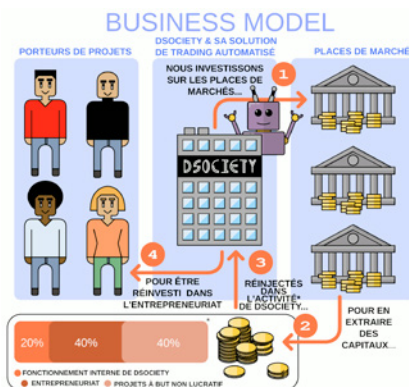 BUSINESS MODEL
PORTEURS DE PROJETS
DSOCIETY & SA SOLUTION
DE TRADING AUTOMATISÉ
PLACES DE MARCHÉ
NOUS INVESTISSONS
SUR LES PLACES DE
MARCHÉS...
1
DSOCIETY
4
POUR ÊTRE
RÉINVESTI DANS
L'ENTREPRENEURIAT
3
RÉINJECTÉS
DANS
L'ACTIVITÉ*
DE DSOCIETY...
2
POUR EN
EXTRAIRE
DES
CAPITAUX...
*
20% 40% 40%
FONCTIONNEMENT INTERNE DE DSOCIETY
ENTREPRENEURIAT PROJETS À BUT NON LUCRATIF